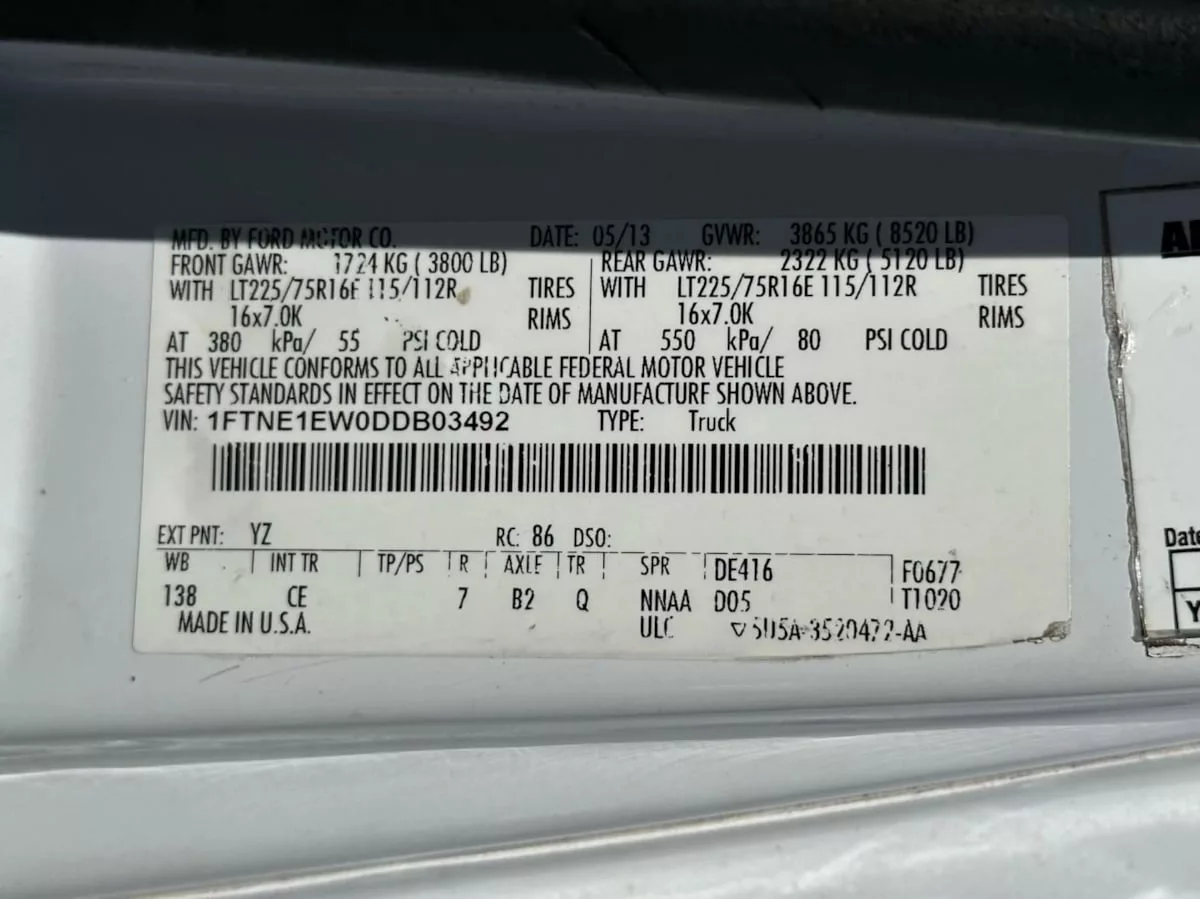 MFD. BY FORD MOTOR CO. DATE: 05/13 GVWR: 3865 KG ( 8520 LB)
FRONT GAWR: 1724 KG ( 3800 LB) REAR GAWR: 2322 KG ( 5120 LB)
WITH LT225/75R16E 115/112R TIRES WITH LT225/75R16E 115/112R TIRES
16x7.0K RIMS 16x7.0K RIMS
AT 380 kPa/ 55 PSI COLD AT 550 kPa/ 80 PSI COLD
THIS VEHICLE CONFORMS TO ALL APPLICABLE FEDERAL MOTOR VEHICLE
SAFETY STANDARDS IN EFFECT ON THE DATE OF MANUFACTURE SHOWN ABOVE.
VIN: 1FTNE1EW0DDB03492 TYPE: Truck
EXT PNT: YZ RC: 86 DSO:
WB INT TR TP/PS R AXLE TR SPR DE416 F0677
138 CE 7 B2 Q NNAA D05 T1020
MADE IN U.S.A. ULC
Date
Y